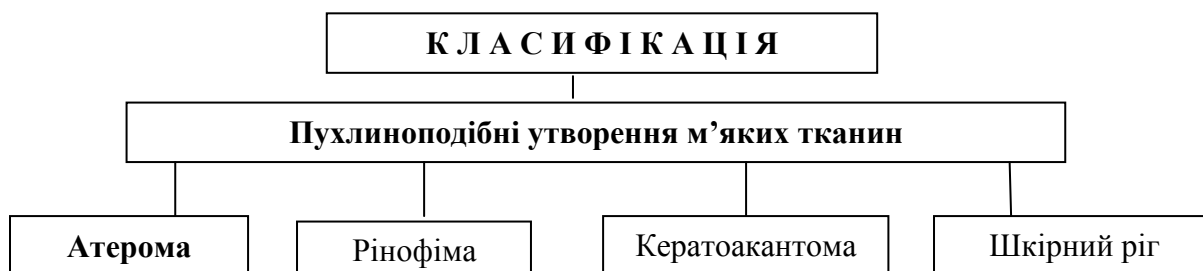 К Л А С И Ф І К А Ц І Я
Пухлиноподібні утворення м’яких тканин
Атерома
Рінофіма
Кератоакантома
Шкірний ріг